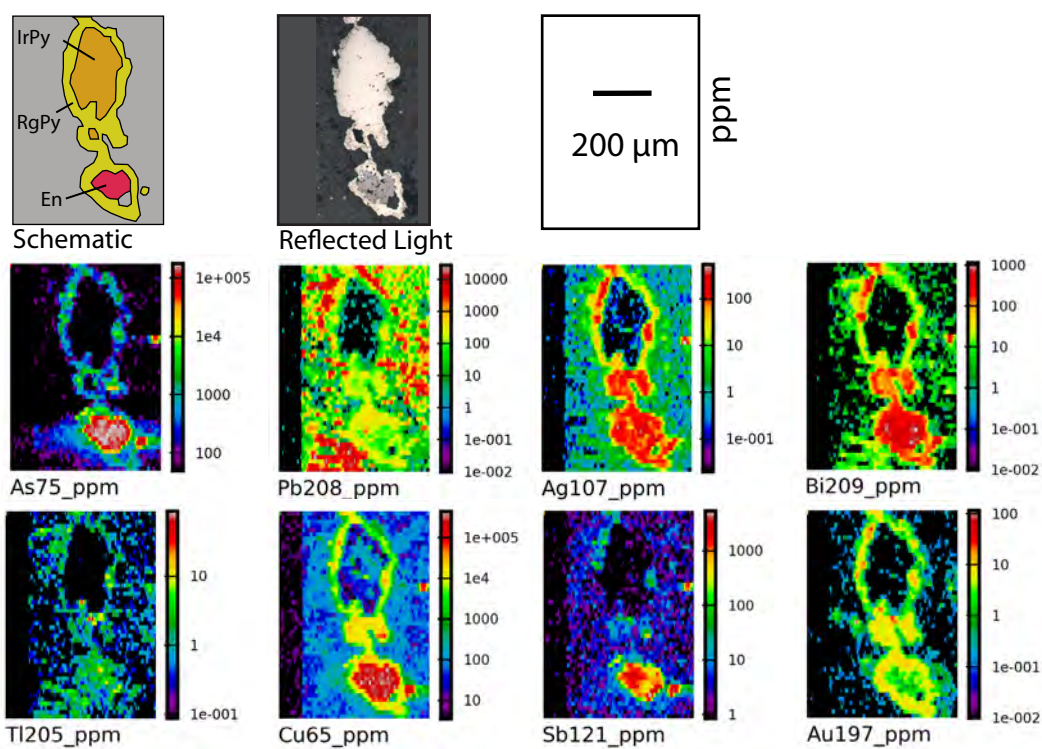 IrPy
RgPy
En
Schematic
Reflected Light
200 µm
ppm
1e+005
1e4
1000
100
As75_ppm
10000
1000
100
10
1
1e-001
1e-002
Pb208_ppm
100
10
1
1e-001
Ag107_ppm
1000
100
10
1
1e-001
1e-002
Bi209_ppm
10
1
1e-001
Tl205_ppm
1e+005
1e4
1000
100
10
Cu65_ppm
1000
100
10
1
Sb121_ppm
100
10
1
1e-001
1e-002
Au197_ppm